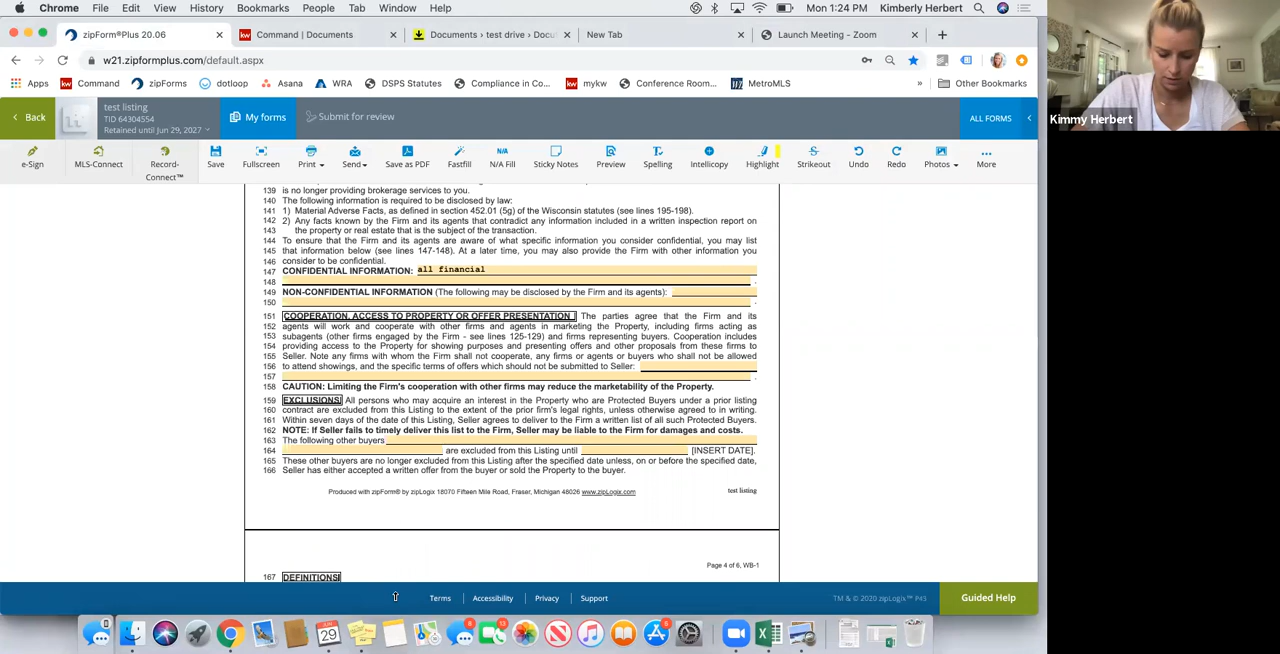 Chrome File Edit View History Bookmarks People Tab Window Help Mon 1:24 PM Kimberly Herbert
zipForm®Plus 20.06 Command | Documents Documents › test drive › Docu New Tab Launch Meeting - Zoom
w21.zipformplus.com/default.aspx
Apps Command zipForms dotloop Asana WRA DSPS Statutes Compliance in Co... mykw Conference Room... MetroMLS » Other Bookmarks
Back
test listing
TID 64304554
Retained until Jun 29, 2027
My forms Submit for review ALL FORMS
Kimmy Herbert
e-Sign MLS-Connect Record-Connect™ Save Fullscreen Print Send Save as PDF Fastfill N/A Fill Sticky Notes Preview Spelling Intellicopy Highlight Strikeout Undo Redo Photos More
139 is no longer providing brokerage services to you.
140 The following information is required to be disclosed by law:
141 1) Material Adverse Facts, as defined in section 452.01 (5g) of the Wisconsin statutes (see lines 195-198).
142 2) Any facts known by the Firm and its agents that contradict any information included in a written inspection report on
143 the property or real estate that is the subject of the transaction.
144 To ensure that the Firm and its agents are aware of what specific information you consider confidential, you may list
145 that information below (see lines 147-148). At a later time, you may also provide the Firm with other information you
146 consider to be confidential.
147 CONFIDENTIAL INFORMATION: all financial
148 .
149 NON-CONFIDENTIAL INFORMATION (The following may be disclosed by the Firm and its agents):
150 .
151 COOPERATION, ACCESS TO PROPERTY OR OFFER PRESENTATION The parties agree that the Firm and its
152 agents will work and cooperate with other firms and agents in marketing the Property, including firms acting as
153 subagents (other firms engaged by the Firm - see lines 125-129) and firms representing buyers. Cooperation includes
154 providing access to the Property for showing purposes and presenting offers and other proposals from these firms to
155 Seller. Note any firms with whom the Firm shall not cooperate, any firms or agents or buyers who shall not be allowed
156 to attend showings, and the specific terms of offers which should not be submitted to Seller:
157 .
158 CAUTION: Limiting the Firm's cooperation with other firms may reduce the marketability of the Property.
159 EXCLUSIONS All persons who may acquire an interest in the Property who are Protected Buyers under a prior listing
160 contract are excluded from this Listing to the extent of the prior firm's legal rights, unless otherwise agreed to in writing.
161 Within seven days of the date of this Listing, Seller agrees to deliver to the Firm a written list of all such Protected Buyers.
162 NOTE: If Seller fails to timely deliver this list to the Firm, Seller may be liable to the Firm for damages and costs.
163 The following other buyers
164 are excluded from this Listing until [INSERT DATE].
165 These other buyers are no longer excluded from this Listing after the specified date unless, on or before the specified date,
166 Seller has either accepted a written offer from the buyer or sold the Property to the buyer.
Produced with zipForm® by zipLogix 18070 Fifteen Mile Road, Fraser, Michigan 48026 www.zipLogix.com test listing
Page 4 of 6, WB-1
167 DEFINITIONS
Terms Accessibility Privacy Support TM & © 2020 zipLogix™ P43 Guided Help